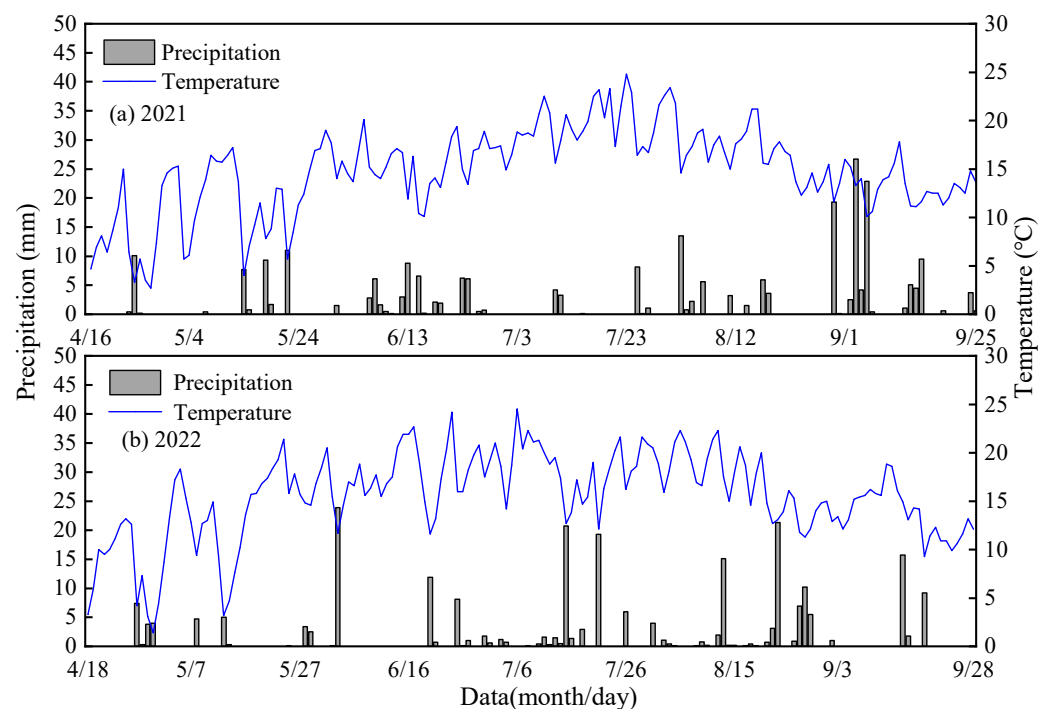 50 45 40 35 30 25 20 15 10 5 0
Precipitation
Temperature
(a) 2021
30 25 20 15 10 5 0
4/16 5/4 5/24 6/13 7/3 7/23 8/12 9/1 9/25
Precipitation (mm)
Temperature (°C)
50 45 40 35 30 25 20 15 10 5 0
Precipitation
Temperature
(b) 2022
30 25 20 15 10 5 0
4/18 5/7 5/27 6/16 7/6 7/26 8/15 9/3 9/28
Data(month/day)